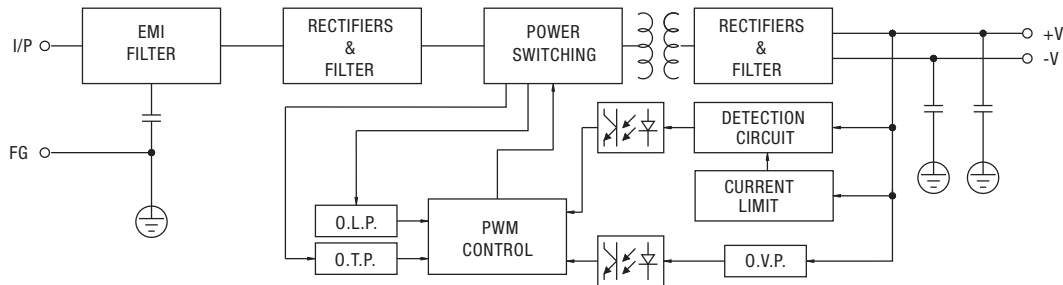 I/P
EMI
FILTER
RECTIFIERS
&
FILTER
POWER
SWITCHING
RECTIFIERS
&
FILTER
+V
-V
FG
DETECTION
CIRCUIT
CURRENT
LIMIT
O.L.P.
O.T.P.
PWM
CONTROL
O.V.P.